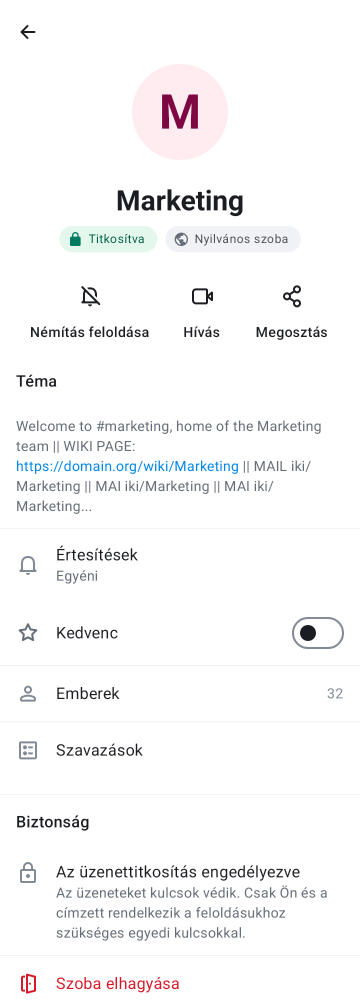 M
Marketing
Titkosítva
Nyilvános szoba
Némítás feloldása
Hívás
Megosztás
Téma
Welcome to #marketing, home of the Marketing
team || WIKI PAGE:
https://domain.org/wiki/Marketing || MAIL iki/
Marketing || MAI iki/Marketing || MAI iki/
Marketing...
Értesítések
Egyéni
Kedvenc
Emberek
32
Szavazások
Biztonság
Az üzenettitkosítás engedélyezve
Az üzeneteket kulcsok védik. Csak Ön és a
címzett rendelkezik a feloldásukhoz
szükséges egyedi kulcsokkal.
Szoba elhagyása